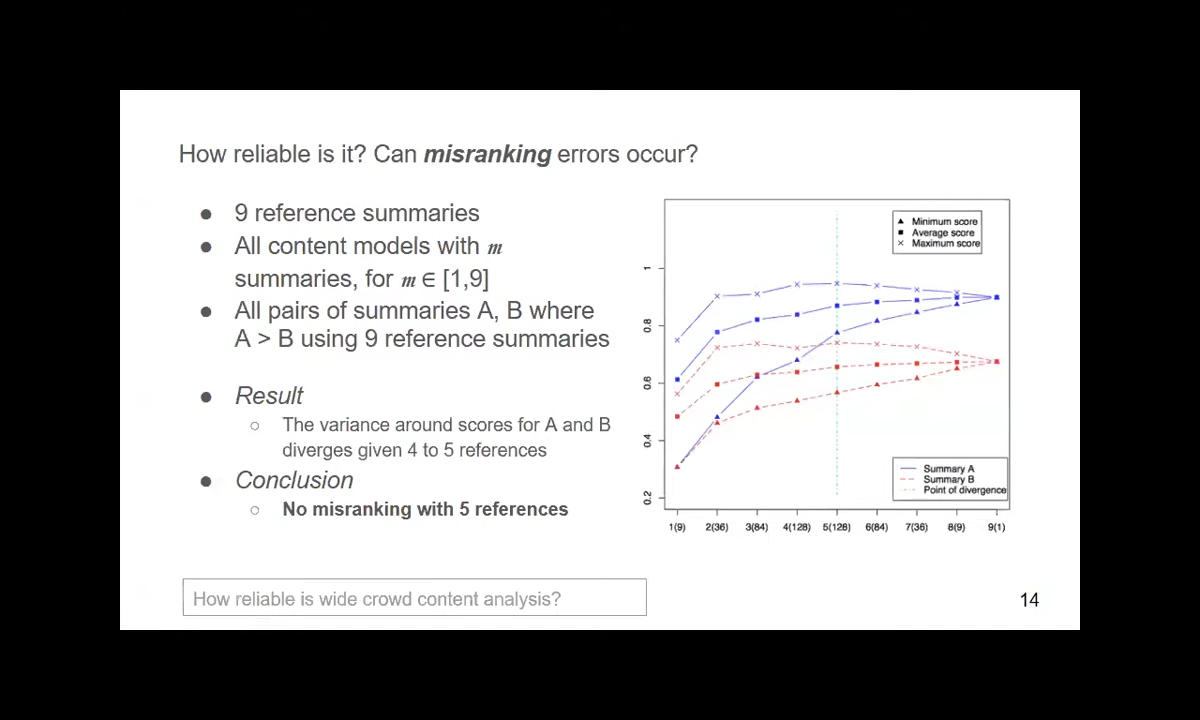 How reliable is it? Can misranking errors occur?
● 9 reference summaries
● All content models with m
summaries, for m ∈ [1,9]
● All pairs of summaries A, B where
A > B using 9 reference summaries
● Result
○ The variance around scores for A and B
diverges given 4 to 5 references
● Conclusion
○ No misranking with 5 references
Minimum score
Average score
Maximum score
1
0.8
0.6
0.4
0.2
Summary A
Summary B
Point of divergence
1(9) 2(36) 3(84) 4(128) 5(128) 6(84) 7(36) 8(9) 9(1)
How reliable is wide crowd content analysis?
14